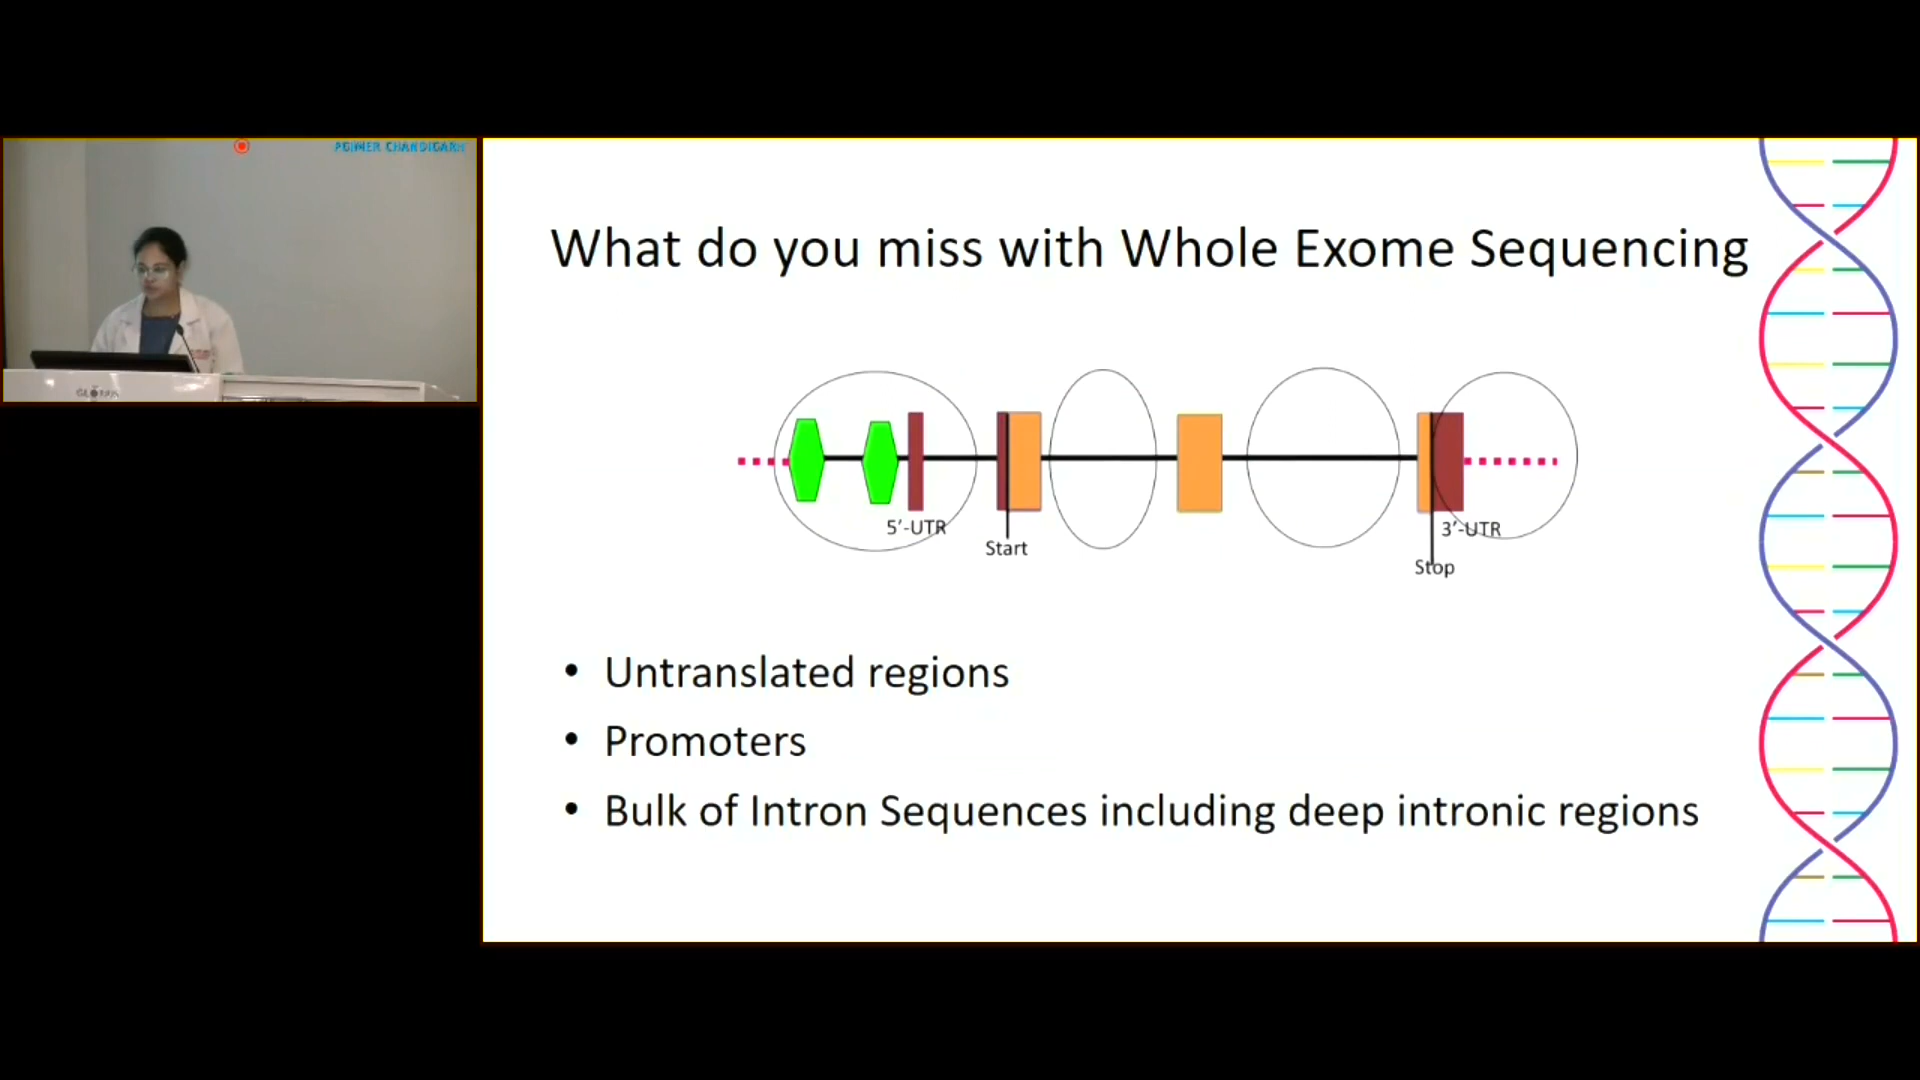 PGIMER CHANDIGARH
What do you miss with Whole Exome Sequencing
5’-UTR
Start
3’-UTR
Stop
• Untranslated regions
• Promoters
• Bulk of Intron Sequences including deep intronic regions